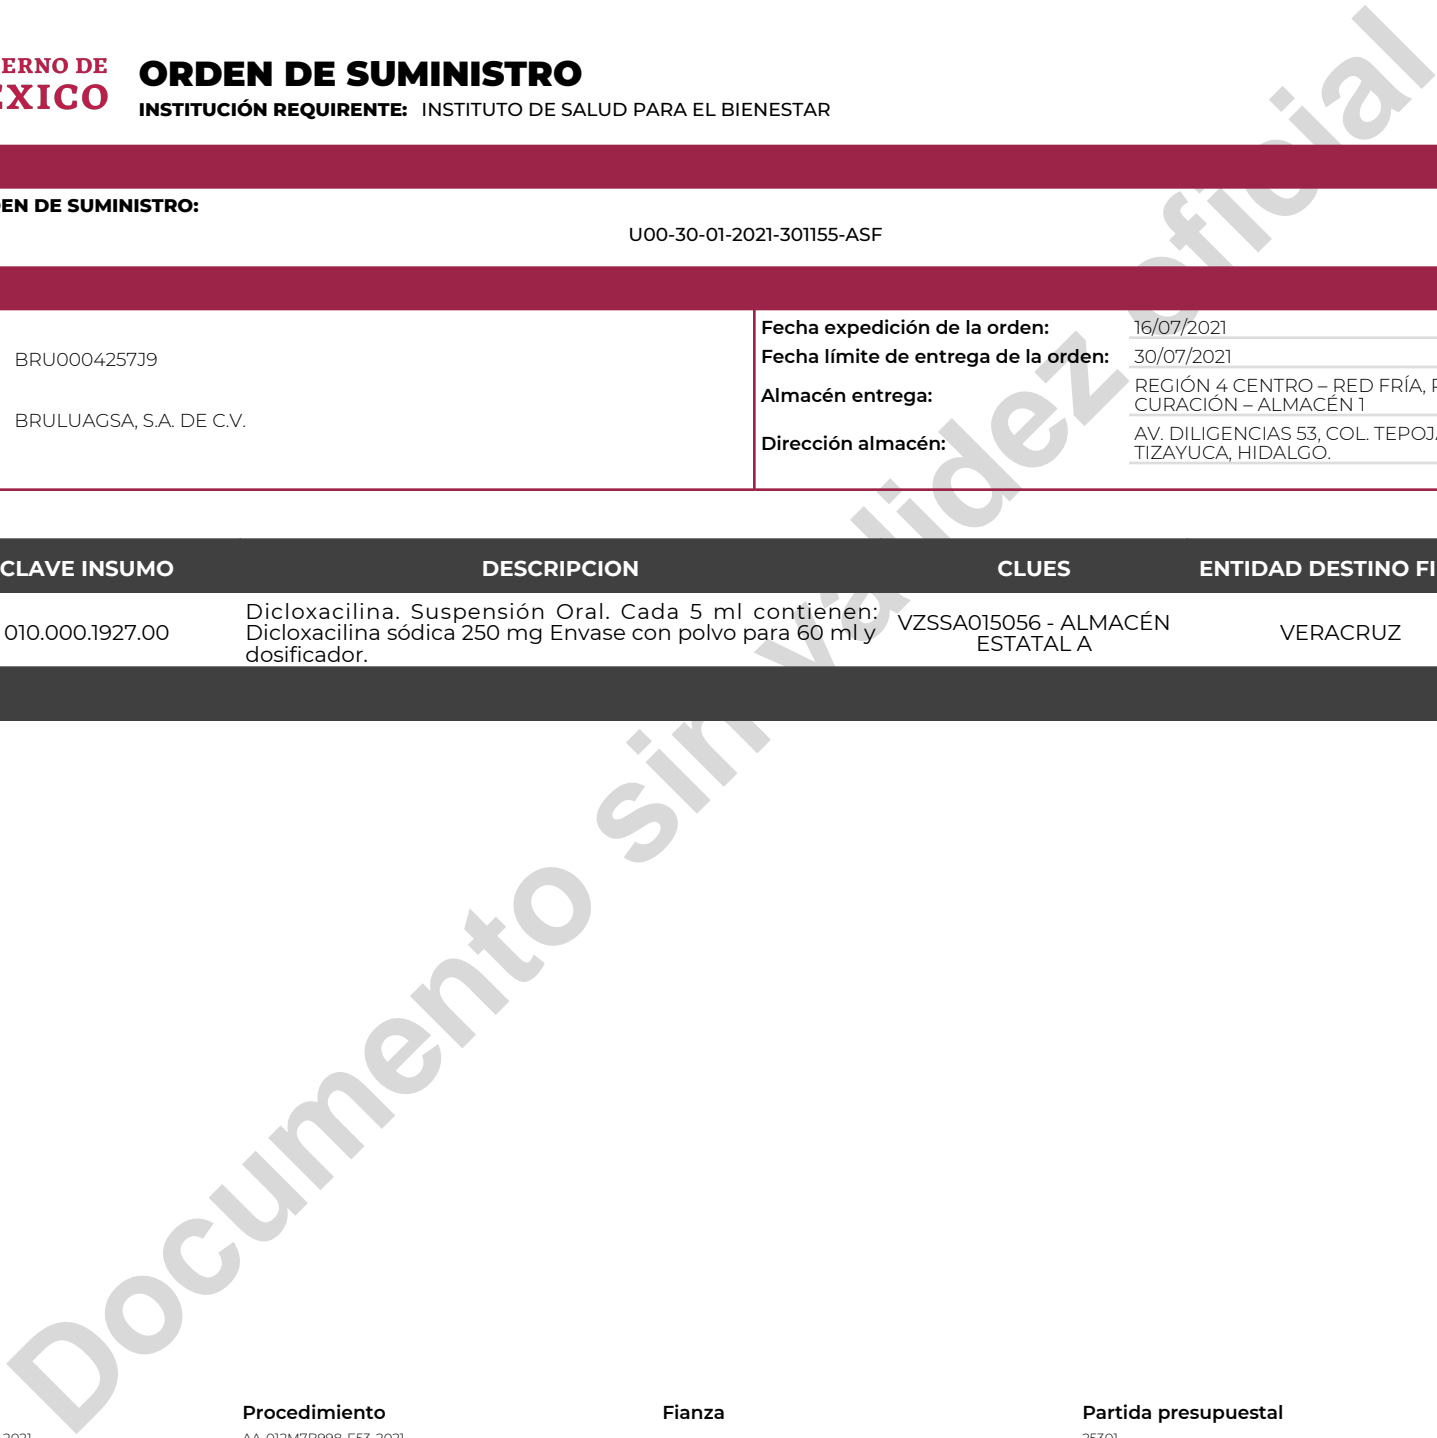 ERNO DE
ORDEN DE SUMINISTRO
INSTITUCIÓN REQUIRENTE: INSTITUTO DE SALUD PARA EL BIENESTAR
EN DE SUMINISTRO:
U00-30-01-2021-301155-ASF
BRU0004257J9
BRULUAGSA, S.A. DE C.V.
Fecha expedición de la orden: 16/07/2021
Fecha límite de entrega de la orden: 30/07/2021
Almacén entrega: REGIÓN 4 CENTRO – RED FRÍA,
CURACIÓN – ALMACÉN 1
Dirección almacén: AV. DILIGENCIAS 53, COL. TEPOJ
TIZAYUCA, HIDALGO.
CLAVE INSUMO DESCRIPCION CLUES ENTIDAD DESTINO FI
010.000.1927.00
Dicloxacilina. Suspensión Oral. Cada 5 ml contienen:
Dicloxacilina sódica 250 mg Envase con polvo para 60 ml y
dosificador.
VZSSA015056 - ALMACÉN
ESTATAL A
VERACRUZ
Documento sin validez oficial
Procedimiento Fianza Partida presupuestal